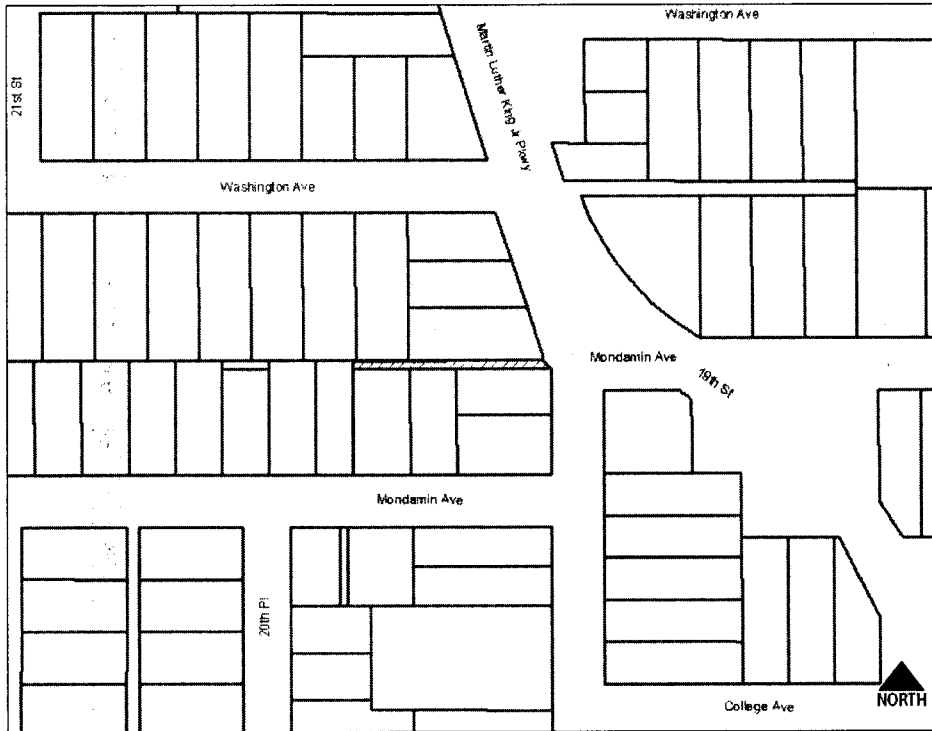 Washington Ave
Martin Luther King Jr Pkwy
21st St
Washington Ave
Mondamin Ave
19th St
Mondamin Ave
20th Pl
College Ave
NORTH